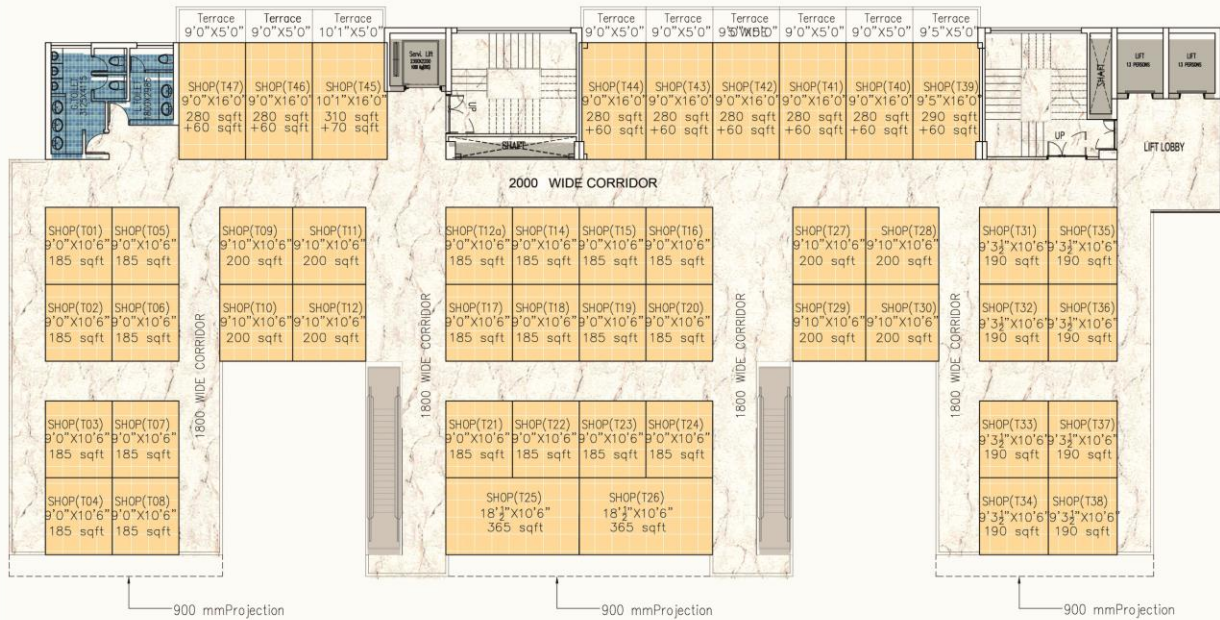 Terrace
9'0"X5'0"
Terrace
9'0"X5'0"
Terrace
10'1"X5'0"
Terrace
9'0"X5'0"
Terrace
9'0"X5'0"
Terrace
Terrace
9'0"X5'0"
Terrace
9'0"X5'0"
Terrace
9'5"X5'0"
SHOP(T47)
9'0"X16'0"
280 sqft
+60 sqft
SHOP(T46)
9'0"X16'0"
280 sqft
+60 sqft
SHOP(T45)
10'1"X16'0"
310 sqft
+70 sqft
UP
SHAFT
SHOP(T44)
9'0"X16'0"
280 sqft
+60 sqft
SHOP(T43)
9'0"X16'0"
280 sqft
+60 sqft
SHOP(T42)
9'0"X16'0"
280 sqft
+60 sqft
SHOP(T41)
9'0"X16'0"
280 sqft
+60 sqft
SHOP(T40)
9'0"X16'0"
280 sqft
+60 sqft
SHOP(T39)
9'5"X16'0"
290 sqft
+60 sqft
UP
SHAFT
LIFT
13 PERSONS
LIFT
13 PERSONS
LIFT LOBBY
2000 WIDE CORRIDOR
SHOP(T01)
9'0"X10'6"
185 sqft
SHOP(T05)
9'0"X10'6"
185 sqft
SHOP(T09)
9'10"X10'6"
200 sqft
SHOP(T11)
9'10"X10'6"
200 sqft
SHOP(T12a)
9'0"X10'6"
185 sqft
SHOP(T14)
9'0"X10'6"
185 sqft
SHOP(T15)
9'0"X10'6"
185 sqft
SHOP(T16)
9'0"X10'6"
185 sqft
SHOP(T27)
9'10"X10'6"
200 sqft
SHOP(T28)
9'10"X10'6"
200 sqft
SHOP(T31)
9'3½"X10'6"
190 sqft
SHOP(T35)
9'3½"X10'6"
190 sqft
SHOP(T02)
9'0"X10'6"
185 sqft
SHOP(T06)
9'0"X10'6"
185 sqft
SHOP(T10)
9'10"X10'6"
200 sqft
SHOP(T12)
9'10"X10'6"
200 sqft
SHOP(T17)
9'0"X10'6"
185 sqft
SHOP(T18)
9'0"X10'6"
185 sqft
SHOP(T19)
9'0"X10'6"
185 sqft
SHOP(T20)
9'0"X10'6"
185 sqft
SHOP(T29)
9'10"X10'6"
200 sqft
SHOP(T30)
9'10"X10'6"
200 sqft
SHOP(T32)
9'3½"X10'6"
190 sqft
SHOP(T36)
9'3½"X10'6"
190 sqft
1800 WIDE CORRIDOR
1800 WIDE CORRIDOR
1800 WIDE CORRIDOR
1800 WIDE CORRIDOR
SHOP(T03)
9'0"X10'6"
185 sqft
SHOP(T07)
9'0"X10'6"
185 sqft
SHOP(T21)
9'0"X10'6"
185 sqft
SHOP(T22)
9'0"X10'6"
185 sqft
SHOP(T23)
9'0"X10'6"
185 sqft
SHOP(T24)
9'0"X10'6"
185 sqft
SHOP(T33)
9'3½"X10'6"
190 sqft
SHOP(T37)
9'3½"X10'6"
190 sqft
SHOP(T04)
9'0"X10'6"
185 sqft
SHOP(T08)
9'0"X10'6"
185 sqft
SHOP(T25)
18'½"X10'6"
365 sqft
SHOP(T26)
18'½"X10'6"
365 sqft
SHOP(T34)
9'3½"X10'6"
190 sqft
SHOP(T38)
9'3½"X10'6"
190 sqft
900 mmProjection
900 mmProjection
900 mmProjection